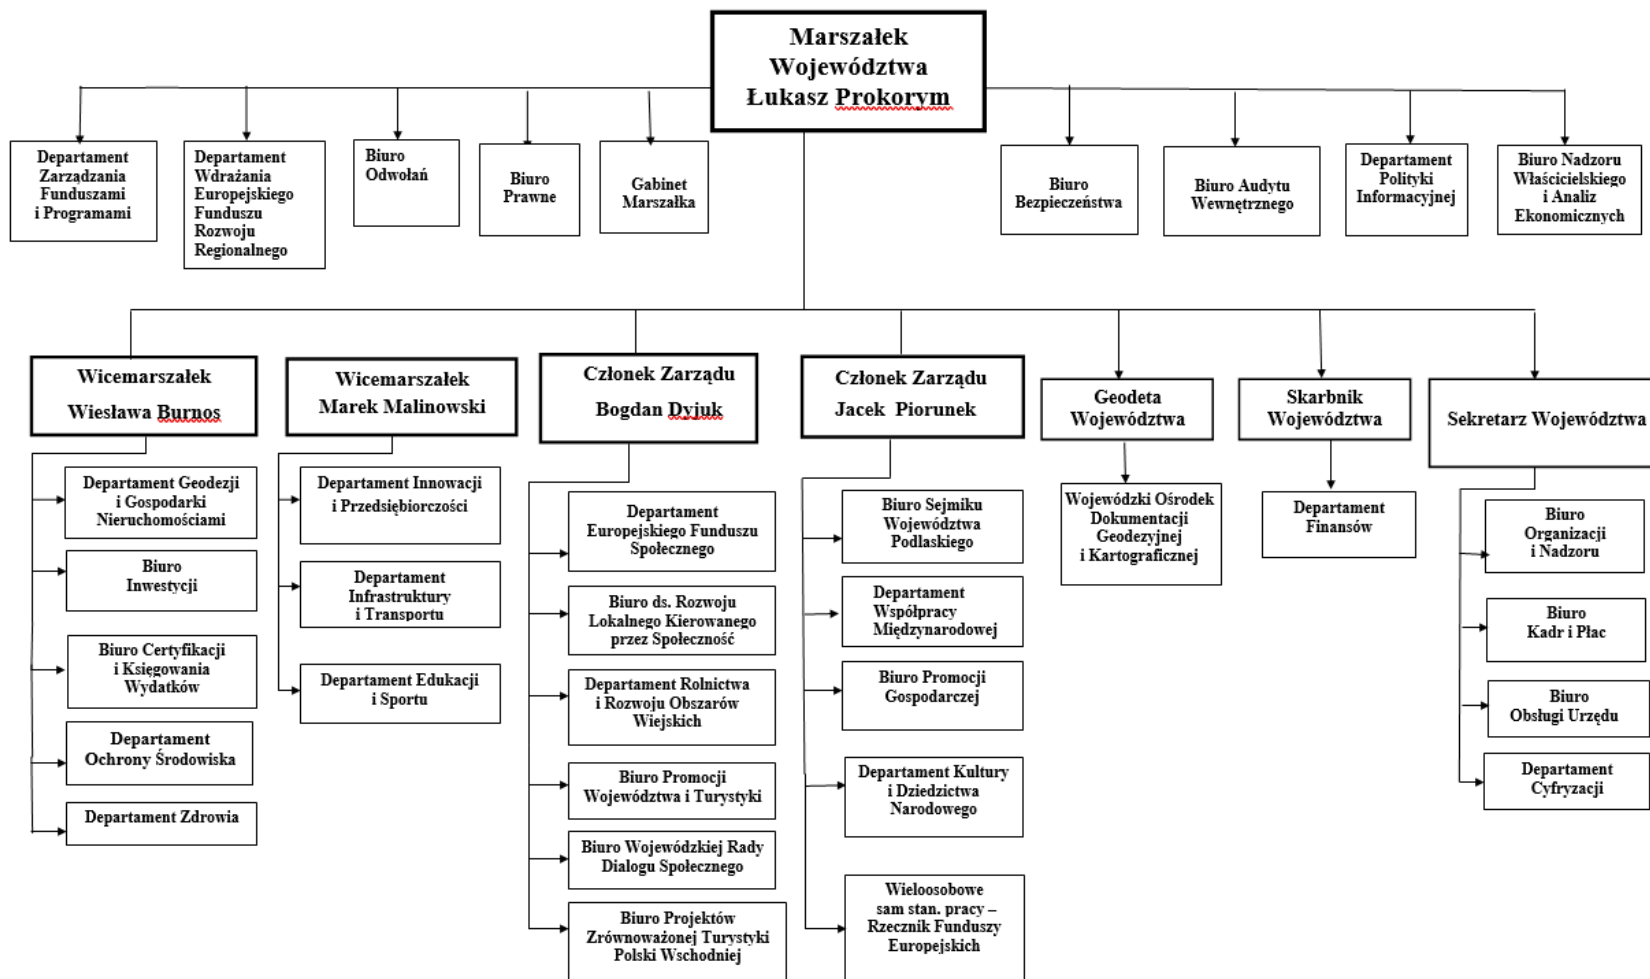 Marszałek
Województwa
Łukasz Prokorym
Departament
Zarządzania
Funduszami
i Programami
Departament
Wdrażania
Europejskiego
Funduszu
Rozwoju
Regionalnego
Biuro
Odwołań
Biuro
Prawne
Gabinet
Marszałka
Biuro
Bezpieczeństwa
Biuro Audytu
Wewnętrznego
Departament
Polityki
Informacyjnej
Biuro Nadzoru
Właścicielskiego
i Analiz
Ekonomicznych
Wicemarszałek
Wiesława Burnos
Departament Geodezji
i Gospodarki
Nieruchomościami
Biuro
Inwestycji
Biuro Certyfikacji
i Księgowania
Wydatków
Departament
Ochrony Środowiska
Departament Zdrowia
Wicemarszałek
Marek Malinowski
Departament Innowacji
i Przedsiębiorczości
Departament
Infrastruktury
i Transportu
Departament Edukacji
i Sportu
Członek Zarządu
Bogdan Dyjuk
Departament
Europejskiego Funduszu
Społecznego
Biuro ds. Rozwoju
Lokalnego Kierowanego
przez Społeczność
Departament Rolnictwa
i Rozwoju Obszarów
Wiejskich
Biuro Promocji
Województwa i Turystyki
Biuro Wojewódzkiej Rady
Dialogu Społecznego
Biuro Projektów
Zrównoważonej Turystyki
Polski Wschodniej
Członek Zarządu
Jacek Piorunek
Biuro Sejmiku
Województwa
Podlaskiego
Departament
Współpracy
Międzynarodowej
Biuro Promocji
Gospodarczej
Departament Kultury
i Dziedzictwa
Narodowego
Wieloosobowe
sam stan. pracy –
Rzecznik Funduszy
Europejskich
Geodeta
Województwa
Wojewódzki Ośrodek
Dokumentacji
Geodezyjnej
i Kartograficznej
Skarbnik
Województwa
Departament
Finansów
Sekretarz Województwa
Biuro
Organizacji
i Nadzoru
Biuro
Kadr i Płac
Biuro
Obsługi Urzędu
Departament
Cyfryzacji